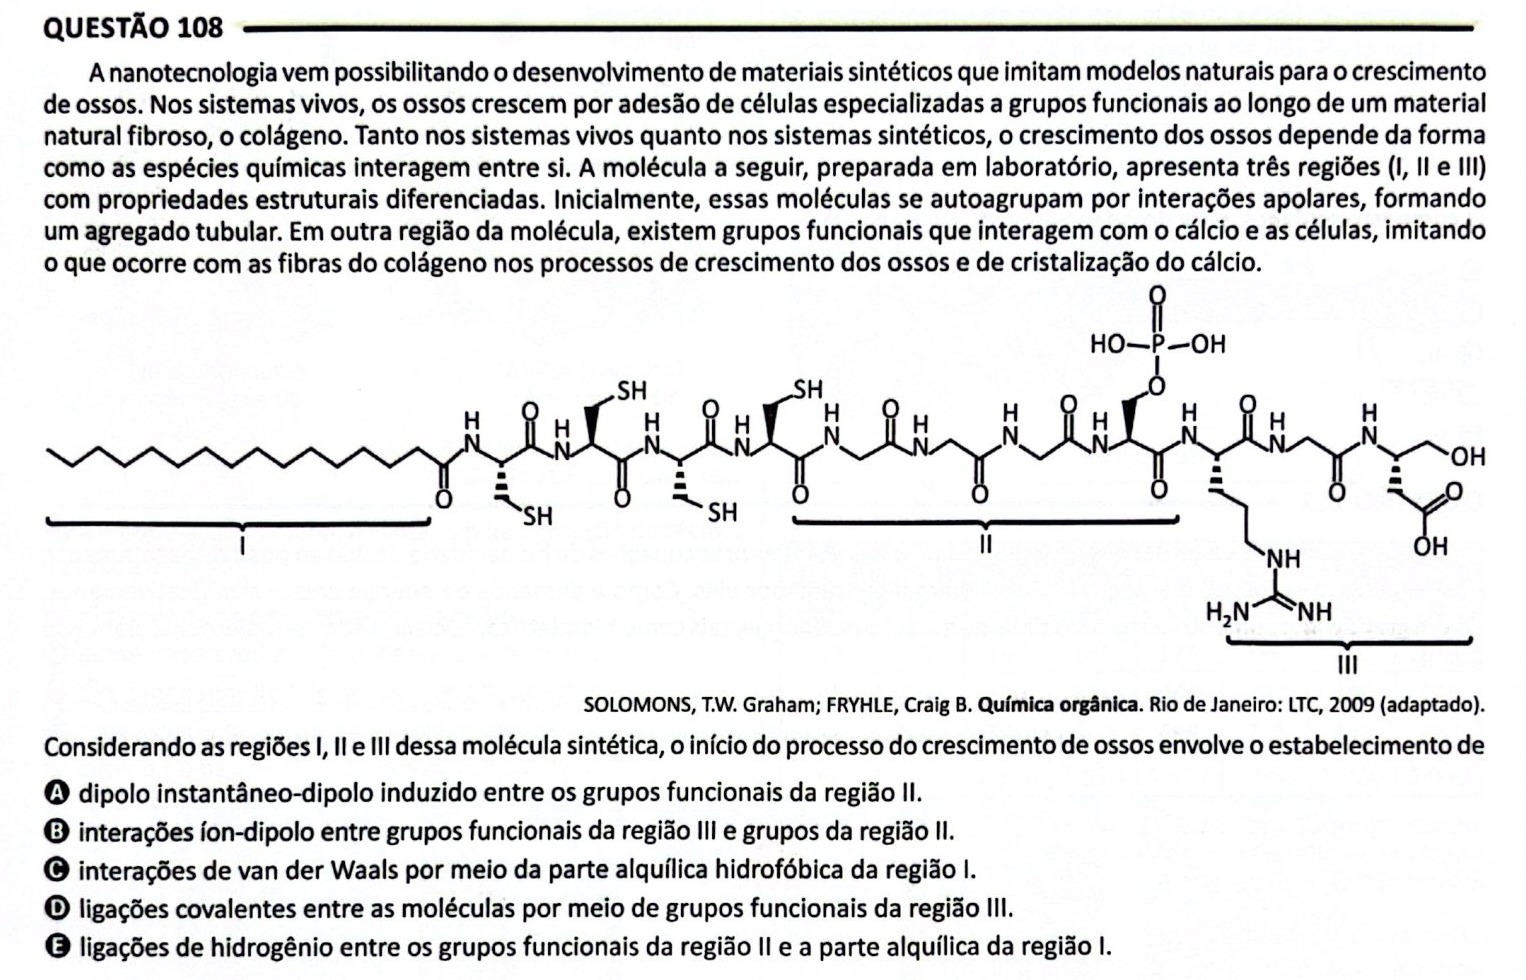 QUESTÃO 108
A nanotecnologia vem possibilitando o desenvolvimento de materiais sintéticos que imitam modelos naturais para o crescimento
de ossos. Nos sistemas vivos, os ossos crescem por adesão de células especializadas a grupos funcionais ao longo de um material
natural fibroso, o colágeno. Tanto nos sistemas vivos quanto nos sistemas sintéticos, o crescimento dos ossos depende da forma
como as espécies químicas interagem entre si. A molécula a seguir, preparada em laboratório, apresenta três regiões (I, II e III)
com propriedades estruturais diferenciadas. Inicialmente, essas moléculas se autoagrupam por interações apolares, formando
um agregado tubular. Em outra região da molécula, existem grupos funcionais que interagem com o cálcio e as células, imitando
o que ocorre com as fibras do colágeno nos processos de crescimento dos ossos e de cristalização do cálcio.
O
HO P OH
O
SH SH
H O H H O H H O H H O H H O H H
N N N N N N N N N N N OH
O O O O O O
SH SH O
OH
NH
H₂N NH
I II III
SOLOMONS, T.W. Graham; FRYHLE, Craig B. Química orgânica. Rio de Janeiro: LTC, 2009 (adaptado).
Considerando as regiões I, II e III dessa molécula sintética, o início do processo do crescimento de ossos envolve o estabelecimento de
A dipolo instantâneo-dipolo induzido entre os grupos funcionais da região II.
B interações íon-dipolo entre grupos funcionais da região III e grupos da região II.
C interações de van der Waals por meio da parte alquílica hidrofóbica da região I.
D ligações covalentes entre as moléculas por meio de grupos funcionais da região III.
E ligações de hidrogênio entre os grupos funcionais da região II e a parte alquílica da região I.